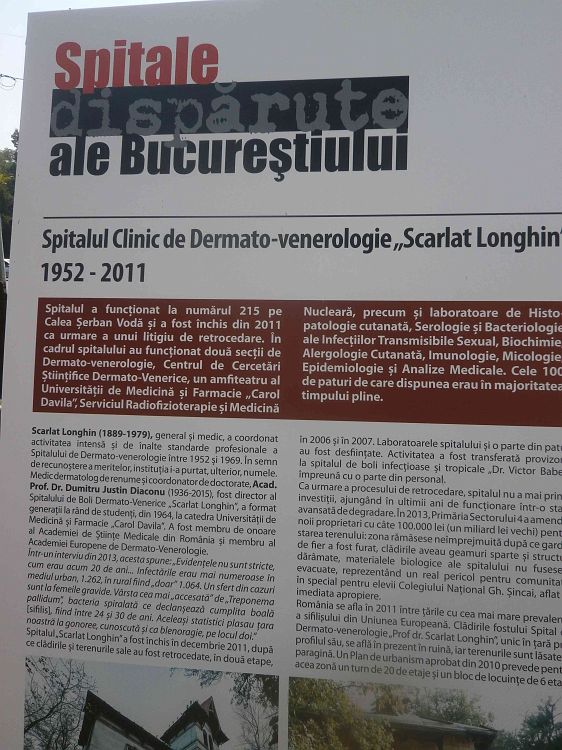 Spitale
dispărute
ale Bucureştiului
Spitalul Clinic de Dermato-venerologie „Scarlat Longhin”
1952 - 2011
Spitalul a funcționat la numărul 215 pe
Calea Șerban Vodă și a fost închis din 2011
ca urmare a unui litigiu de retrocedare. În
cadrul spitalului au funcționat două secții de
Dermato-venerologie, Centrul de Cercetări
Științifice Dermato-Venerice, un amfiteatru al
Universității de Medicină și Farmacie „Carol
Davila”, Serviciul Radiofizioterapie și Medicină
Nucleară, precum și laboratoare de Histo-
patologie cutanată, Serologie și Bacteriologie
ale Infecțiilor Transmisibile Sexual, Biochimie,
Alergologie Cutanată, Imunologie, Micologie,
Epidemiologie și Analize Medicale. Cele 100
de paturi de care dispunea erau în majoritatea
timpului pline.
Scarlat Longhin (1889-1979), general și medic, a coordonat
activitatea intensă și de înalte standarde profesionale a
Spitalului de Dermato-venerologie între 1952 și 1969. În semn
de recunoștere a meritelor, instituția i-a purtat, ulterior, numele.
Medic dermatolog de renume și coordonator de doctorate, Acad.
Prof. Dr. Dumitru Justin Diaconu (1936-2015), fost director al
Spitalului de Boli Dermato-Venerice „Scarlat Longhin”, a format
generații la rând de studenți, din 1964, la catedra Universității de
Medicină și Farmacie „Carol Davila”. A fost membru de onoare
al Academiei de Științe Medicale din România și membru al
Academiei Europene de Dermato-Venerologie.
Într-un interviu din 2013, acesta spune: „Evidențele nu sunt stricte,
cum erau acum 20 de ani... Infectările erau mai numeroase în
mediul urban, 1.262, în rural fiind „doar” 1.064. Un sfert din cazuri
sunt la femeile gravide. Vârsta cea mai „accesată” de „Treponema
pallidum”, bacteria spiralată ce declanșează cumplita boală
[sifilis], fiind între 24 și 30 de ani. Aceleași statistici plasau țara
noastră la gonoree, cunoscută și ca blenoragie, pe locul doi.”
Spitalul „Scarlat Longhin” a fost închis în decembrie 2011, după
ce clădirile și terenurile sale au fost retrocedate, în două etape,
în 2006 și în 2007. Laboratoarele spitalului și o parte din pat
au fost desființate. Activitatea a fost transferată provizor
la spitalul de boli infecțioase și tropicale „Dr. Victor Babe
împreună cu o parte din personal.
Ca urmare a procesului de retrocedare, spitalul nu a mai prim
investiții, ajungând în ultimii ani de funcționare într-o sta
avansată de degradare. În 2013, Primăria Sectorului 4 a amend
noii proprietari cu câte 100.000 lei (un miliard lei vechi) pent
starea terenului: zona rămăsese neîmprejmuită după ce gard
de fier a fost furat, clădirile aveau geamuri sparte și struct
dărâmate, materiale biologice ale spitalului nu fusese
evacuate, reprezentând un real pericol pentru comunitat
în special pentru elevii Colegiului Național Gh. Șincai, aflat
imediata apropiere.
România se afla în 2011 între țările cu cea mai mare prevalen
a sifilisului din Uniunea Europeană. Clădirile fostului Spital
Dermato-venerologie „Prof dr. Scarlat Longhin”, unic în țară pr
profilul său, se află în prezent în ruină, iar terenurile sunt lăsate
paragină. Un Plan de urbanism aprobat din 2010 prevede pent
acea zonă un turn de 20 de etaje și un bloc de locuințe de 6 eta